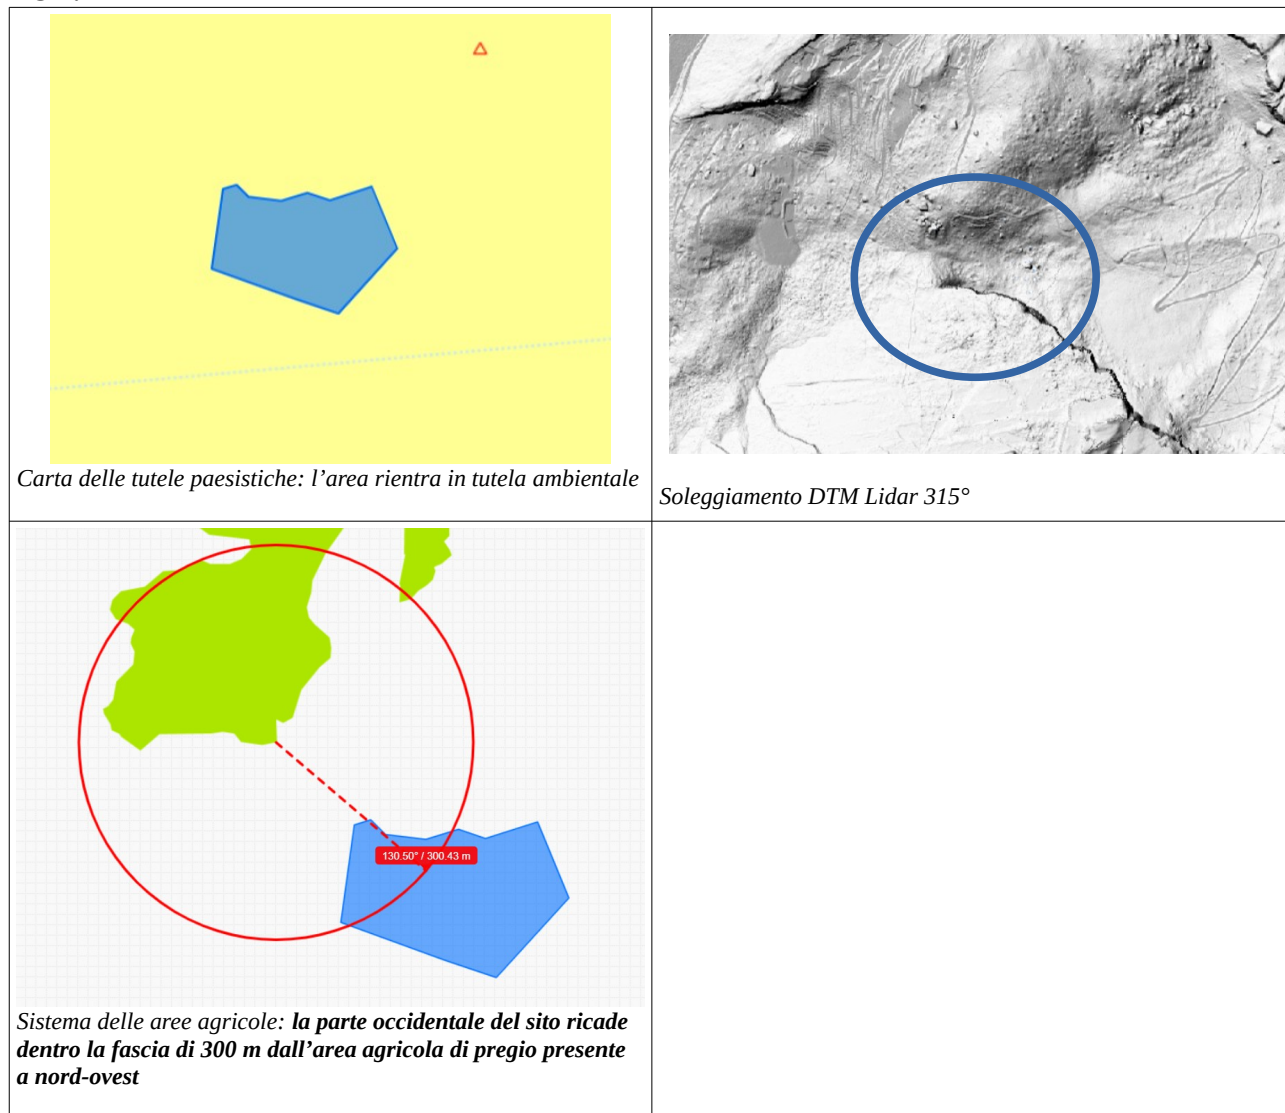 Carta delle tutele paesistiche: l’area rientra in tutela ambientale
Soleggiamento DTM Lidar 315°
130.50° / 300.43 m
Sistema delle aree agricole: la parte occidentale del sito ricade
dentro la fascia di 300 m dall’area agricola di pregio presente
a nord-ovest